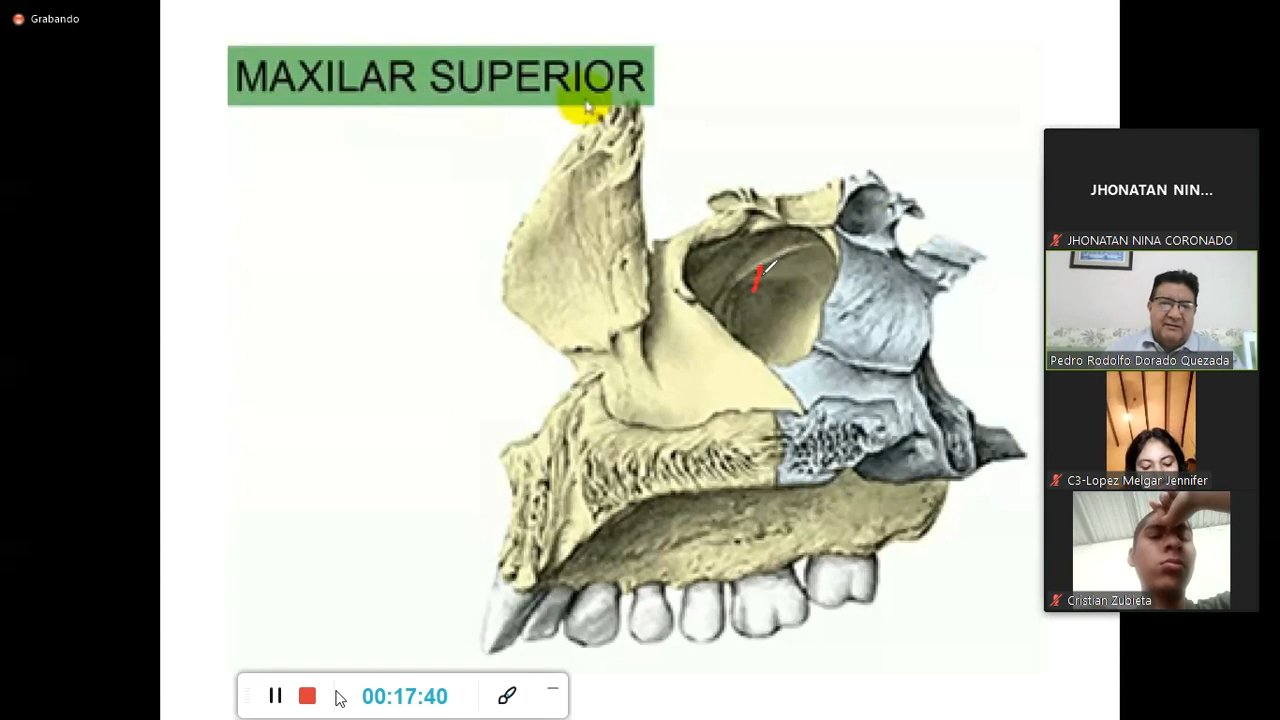 Grabando
MAXILAR SUPERIOR
JHONATAN NIN...
JHONATAN NINA CORONADO
Pedro Rodolfo Dorado Quezada
C3-Lopez Melgar Jennifer
Cristian Zubieta
00:17:40